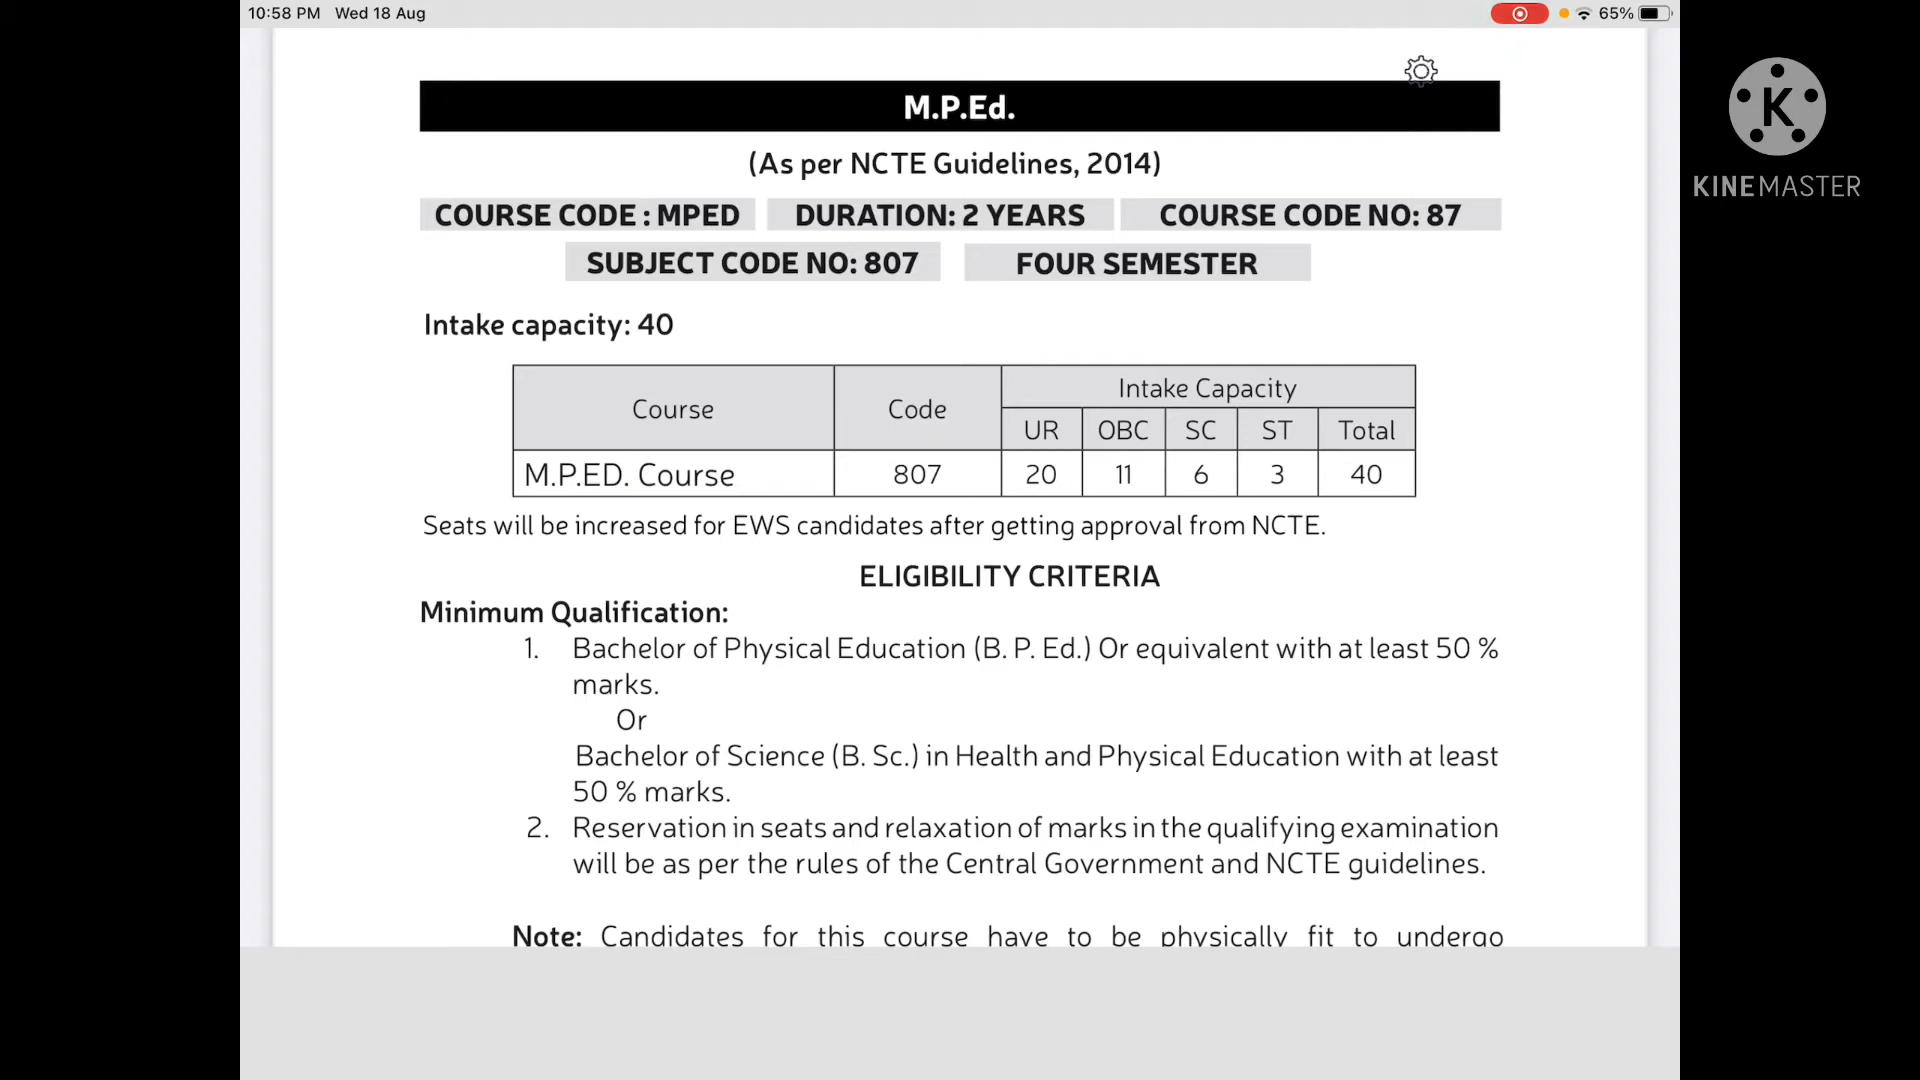 10:58 PM Wed 18 Aug
65%
K
KINEMASTER
M.P.Ed.
(As per NCTE Guidelines, 2014)
COURSE CODE : MPED DURATION: 2 YEARS COURSE CODE NO: 87
SUBJECT CODE NO: 807 FOUR SEMESTER
Intake capacity: 40
Course Code Intake Capacity
UR OBC SC ST Total
M.P.ED. Course 807 20 11 6 3 40
Seats will be increased for EWS candidates after getting approval from NCTE.
ELIGIBILITY CRITERIA
Minimum Qualification:
1. Bachelor of Physical Education (B. P. Ed.) Or equivalent with at least 50 %
marks.
Or
Bachelor of Science (B. Sc.) in Health and Physical Education with at least
50 % marks.
2. Reservation in seats and relaxation of marks in the qualifying examination
will be as per the rules of the Central Government and NCTE guidelines.
Note: Candidates for this course have to be physically fit to undergo